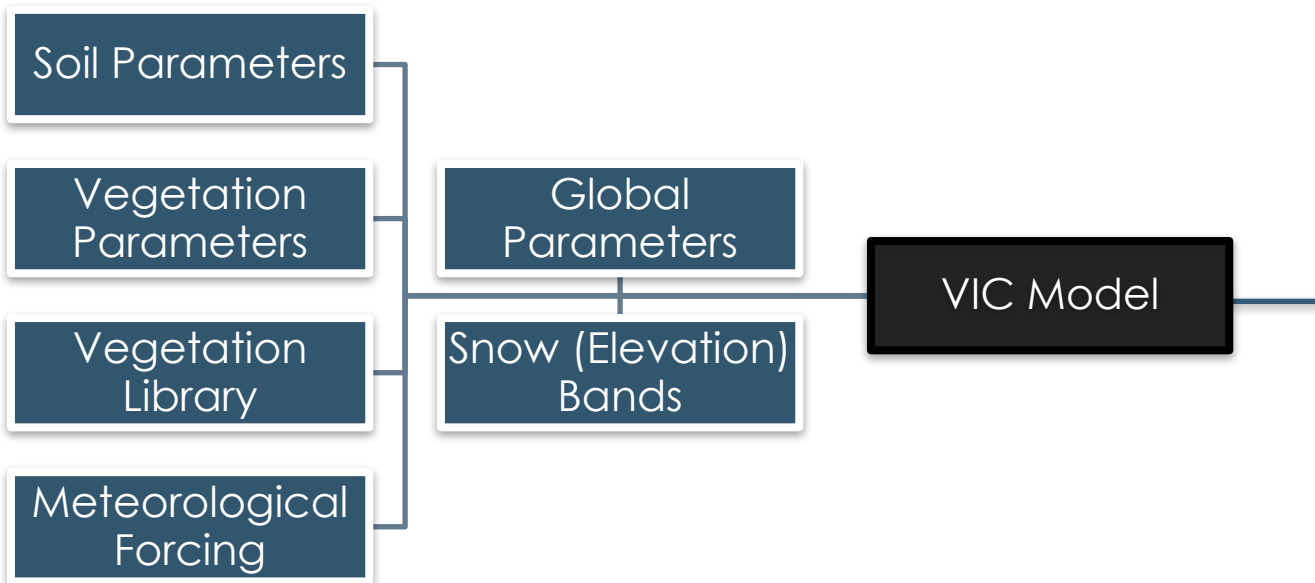 Soil Parameters
Vegetation
Parameters
Vegetation
Library
Meteorological
Forcing
Global
Parameters
Snow (Elevation)
Bands
VIC Model